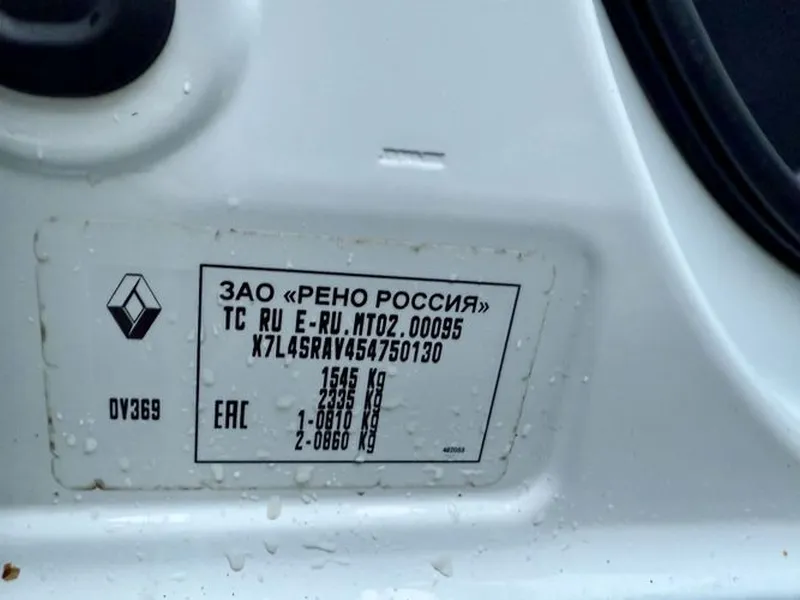 ЗАО «РЕНО РОССИЯ»
TC RU E-RU.MT02.00095
X7L4SRAV454750130
1545 Kg
2335 Kg
1-0810 Kg
2-0860 Kg
DV369
EAC